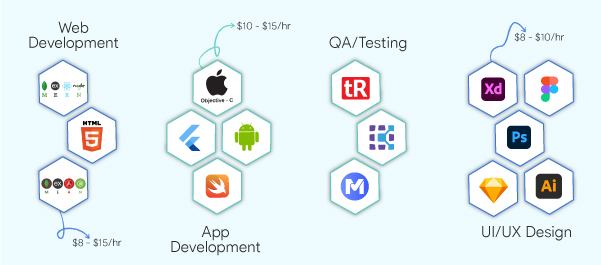 Web
Development
$10 - $15/hr
QA/Testing
$8 - $10/hr
M E R N
Objective - C
tR
Xd
HTML
5
Ps
M E A N
M
Ai
$8 - $15/hr
App
Development
UI/UX Design